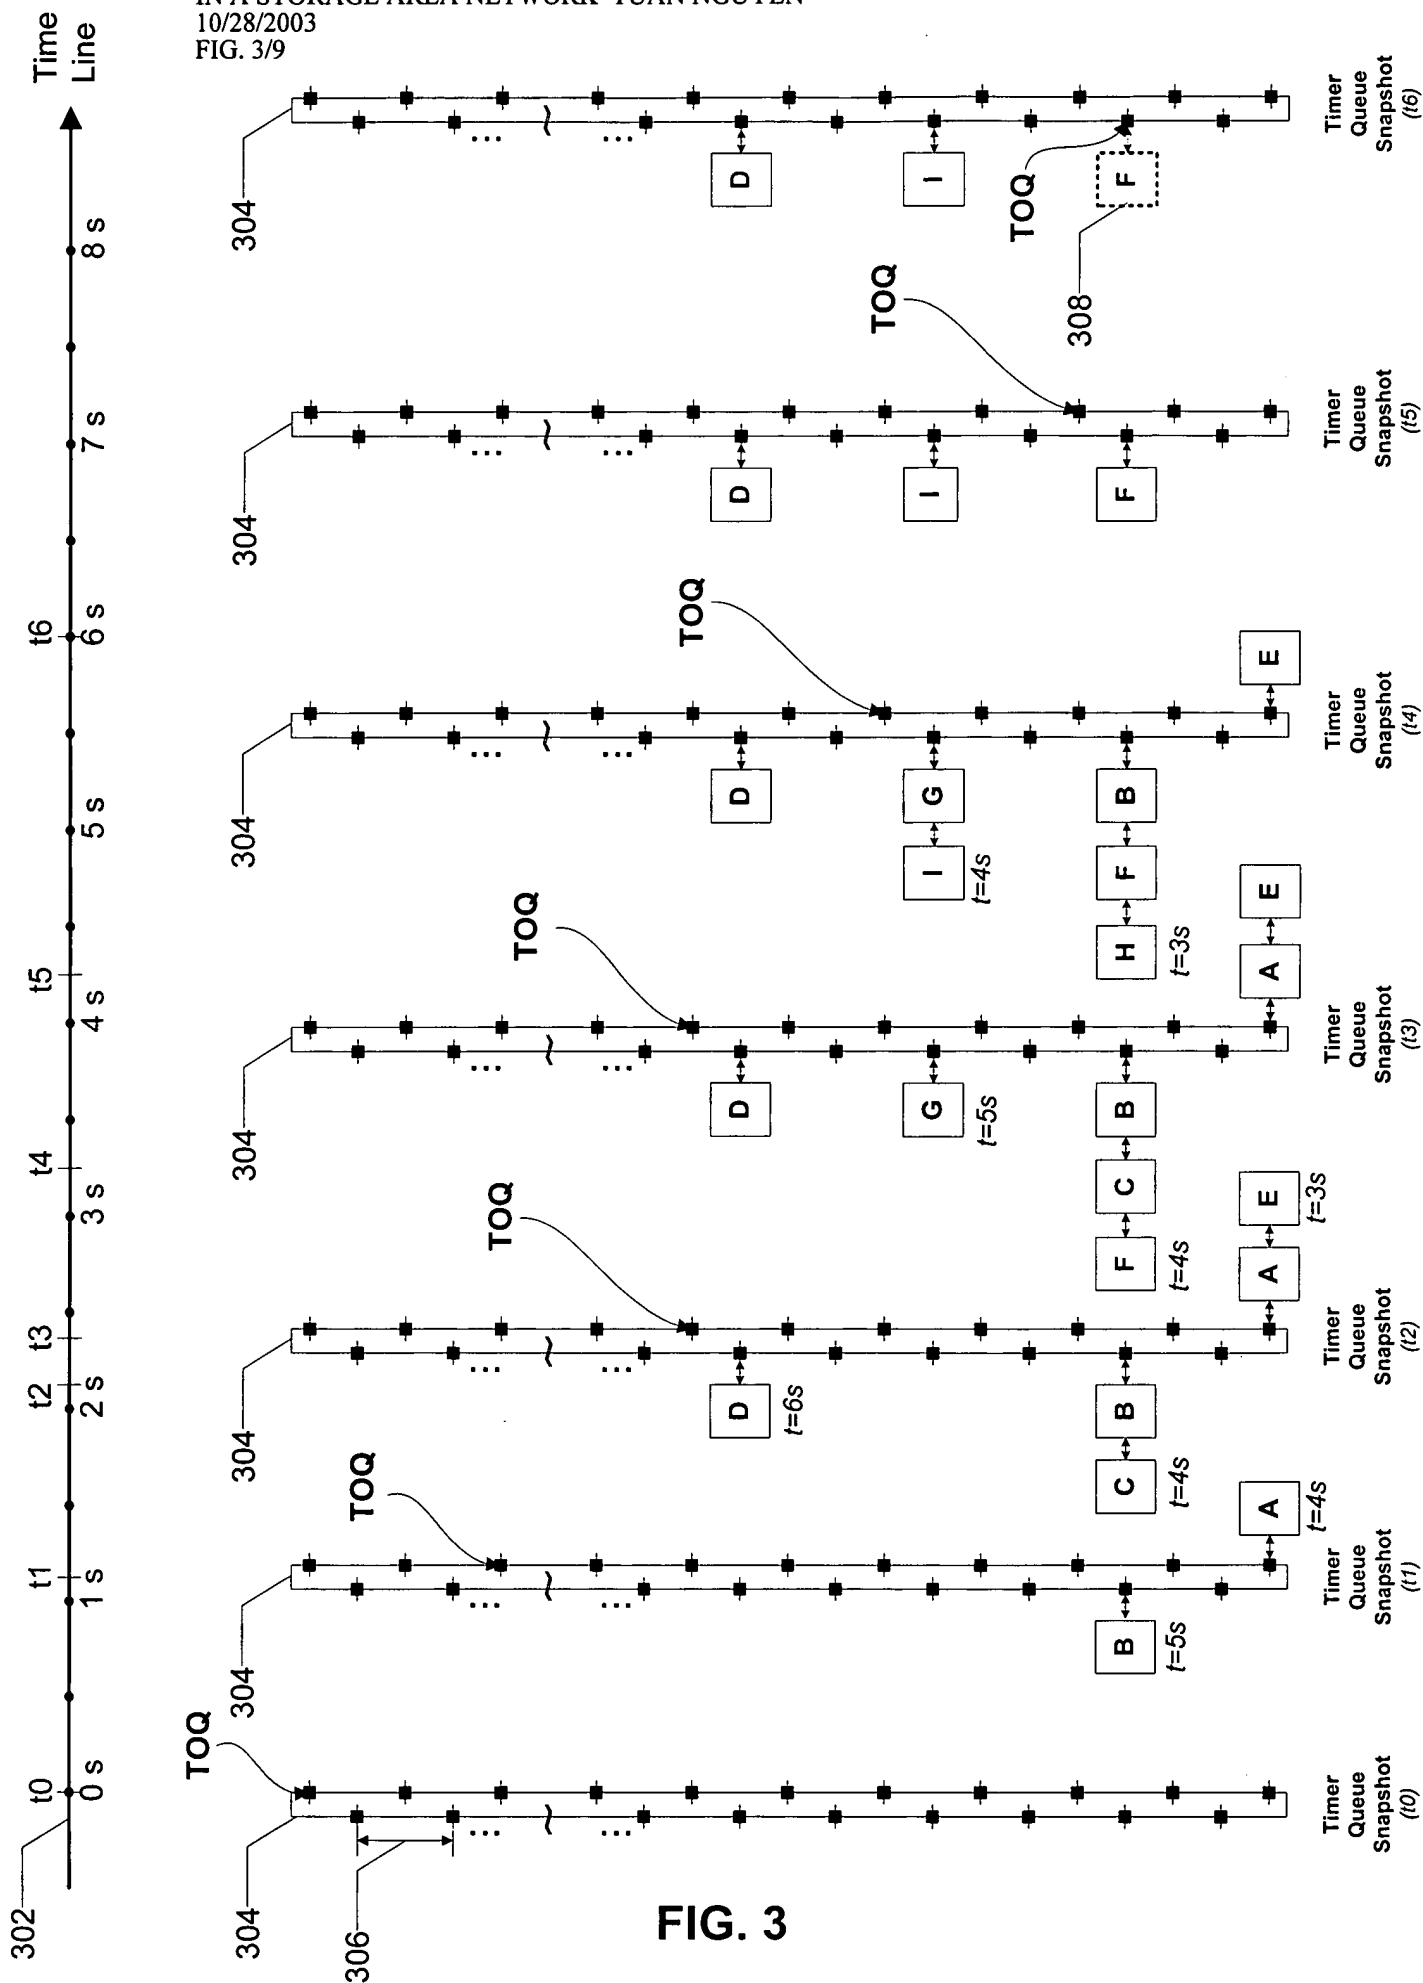 IN A STORAGE AREA NETWORK TUAN NGUYEN
10/28/2003
FIG. 3/9
302
t0
t1
t2
t3
t4
t5
t6
Time
Line
0 s
1 s
2 s
3 s
4 s
5 s
6 s
7 s
8 s
304
306
TOQ
...
...
Timer
Queue
Snapshot
(t0)
304
TOQ
...
...
B
t=5s
A
t=4s
Timer
Queue
Snapshot
(t1)
304
TOQ
...
...
D
t=6s
C
B
t=4s
A
E
t=3s
Timer
Queue
Snapshot
(t2)
304
TOQ
...
...
D
G
t=5s
F
C
B
t=4s
A
E
Timer
Queue
Snapshot
(t3)
304
TOQ
...
...
D
I
G
t=4s
H
F
B
t=3s
E
Timer
Queue
Snapshot
(t4)
304
TOQ
...
...
D
I
F
Timer
Queue
Snapshot
(t5)
304
TOQ
...
...
D
I
F
308
Timer
Queue
Snapshot
(t6)
FIG. 3